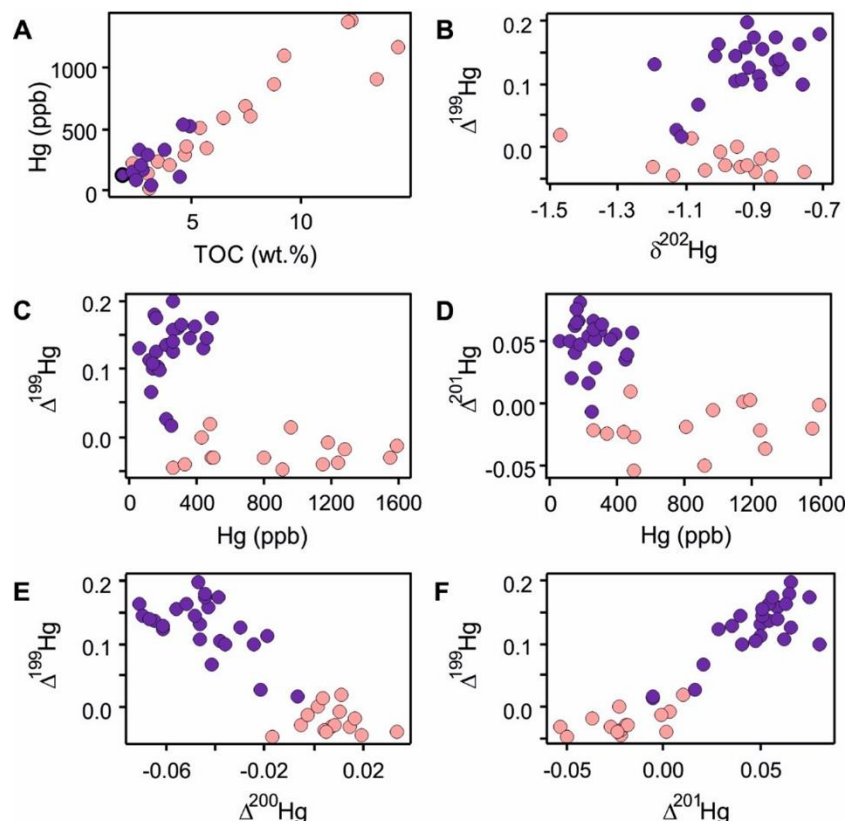 A
B
1000
500
0
Hg (ppb)
5
10
TOC (wt.%)
0.2
0.1
0.0
Δ¹⁹⁹Hg
-1.5
-1.3
-1.1
-0.9
-0.7
δ²⁰²Hg
C
D
0.2
0.1
0.0
Δ¹⁹⁹Hg
0
400
800
1200
1600
Hg (ppb)
0.05
0.00
-0.05
Δ²⁰¹Hg
0
400
800
1200
1600
Hg (ppb)
E
F
0.2
0.1
0.0
Δ¹⁹⁹Hg
-0.06
-0.02
0.02
Δ²⁰⁰Hg
0.2
0.1
0.0
Δ¹⁹⁹Hg
-0.05
0.00
0.05
Δ²⁰¹Hg